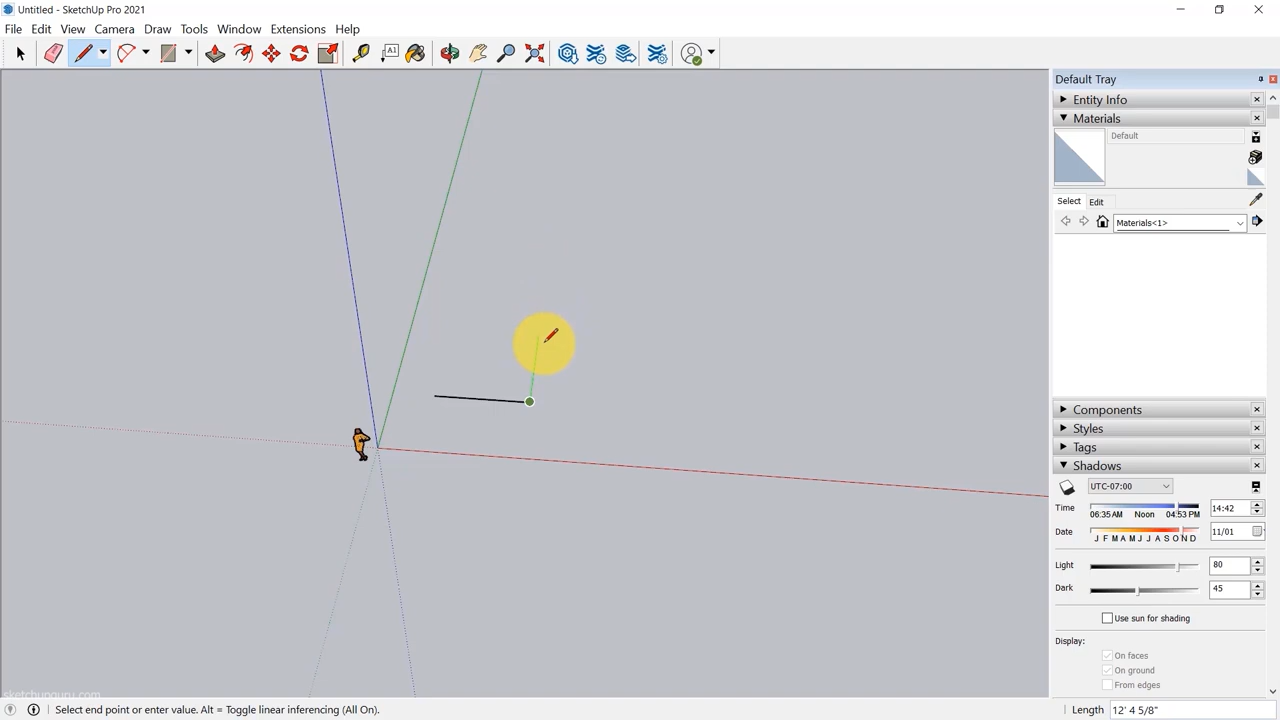 Untitled - SketchUp Pro 2021
File Edit View Camera Draw Tools Window Extensions Help
A1
Default Tray
Entity Info
Materials
Default
Select Edit
Materials<1>
Components
Styles
Tags
Shadows
UTC-07:00
Time 06:35 AM Noon 04:53 PM 14:42
Date J F M A M J J A S O N D 11/01
Light 80
Dark 45
Use sun for shading
Display:
On faces
On ground
From edges
sketchupguru.com
Select end point or enter value. Alt = Toggle linear inferencing (All On).
Length 12' 4 5/8"